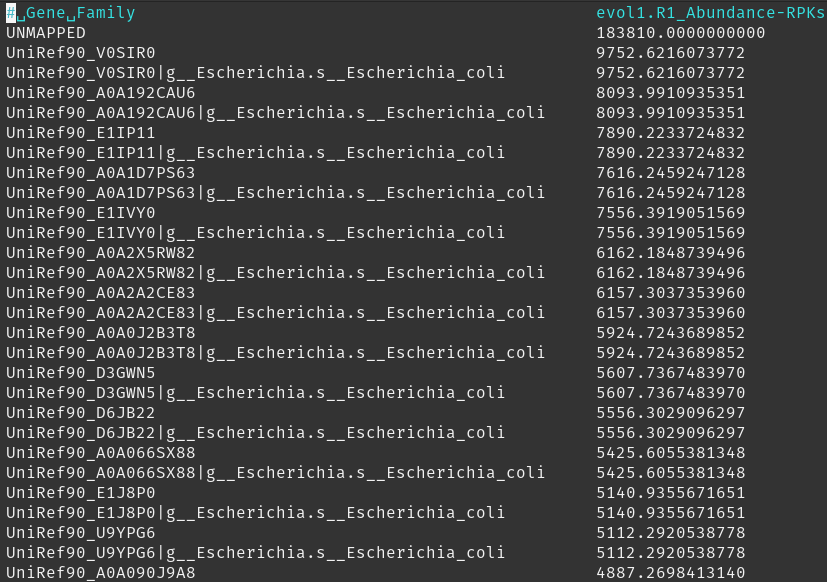 #␣Gene␣Family evol1.R1_Abundance-RPKs
UNMAPPED 183810.0000000000
UniRef90_V0SIR0 9752.6216073772
UniRef90_V0SIR0|g__Escherichia.s__Escherichia_coli 9752.6216073772
UniRef90_A0A192CAU6 8093.9910935351
UniRef90_A0A192CAU6|g__Escherichia.s__Escherichia_coli 8093.9910935351
UniRef90_E1IP11 7890.2233724832
UniRef90_E1IP11|g__Escherichia.s__Escherichia_coli 7890.2233724832
UniRef90_A0A1D7PS63 7616.2459247128
UniRef90_A0A1D7PS63|g__Escherichia.s__Escherichia_coli 7616.2459247128
UniRef90_E1IVY0 7556.3919051569
UniRef90_E1IVY0|g__Escherichia.s__Escherichia_coli 7556.3919051569
UniRef90_A0A2X5RW82 6162.1848739496
UniRef90_A0A2X5RW82|g__Escherichia.s__Escherichia_coli 6162.1848739496
UniRef90_A0A2A2CE83 6157.3037353960
UniRef90_A0A2A2CE83|g__Escherichia.s__Escherichia_coli 6157.3037353960
UniRef90_A0A0J2B3T8 5924.7243689852
UniRef90_A0A0J2B3T8|g__Escherichia.s__Escherichia_coli 5924.7243689852
UniRef90_D3GWN5 5607.7367483970
UniRef90_D3GWN5|g__Escherichia.s__Escherichia_coli 5607.7367483970
UniRef90_D6JB22 5556.3029096297
UniRef90_D6JB22|g__Escherichia.s__Escherichia_coli 5556.3029096297
UniRef90_A0A066SX88 5425.6055381348
UniRef90_A0A066SX88|g__Escherichia.s__Escherichia_coli 5425.6055381348
UniRef90_E1J8P0 5140.9355671651
UniRef90_E1J8P0|g__Escherichia.s__Escherichia_coli 5140.9355671651
UniRef90_U9YPG6 5112.2920538778
UniRef90_U9YPG6|g__Escherichia.s__Escherichia_coli 5112.2920538778
UniRef90_A0A090J9A8 4887.2698413140